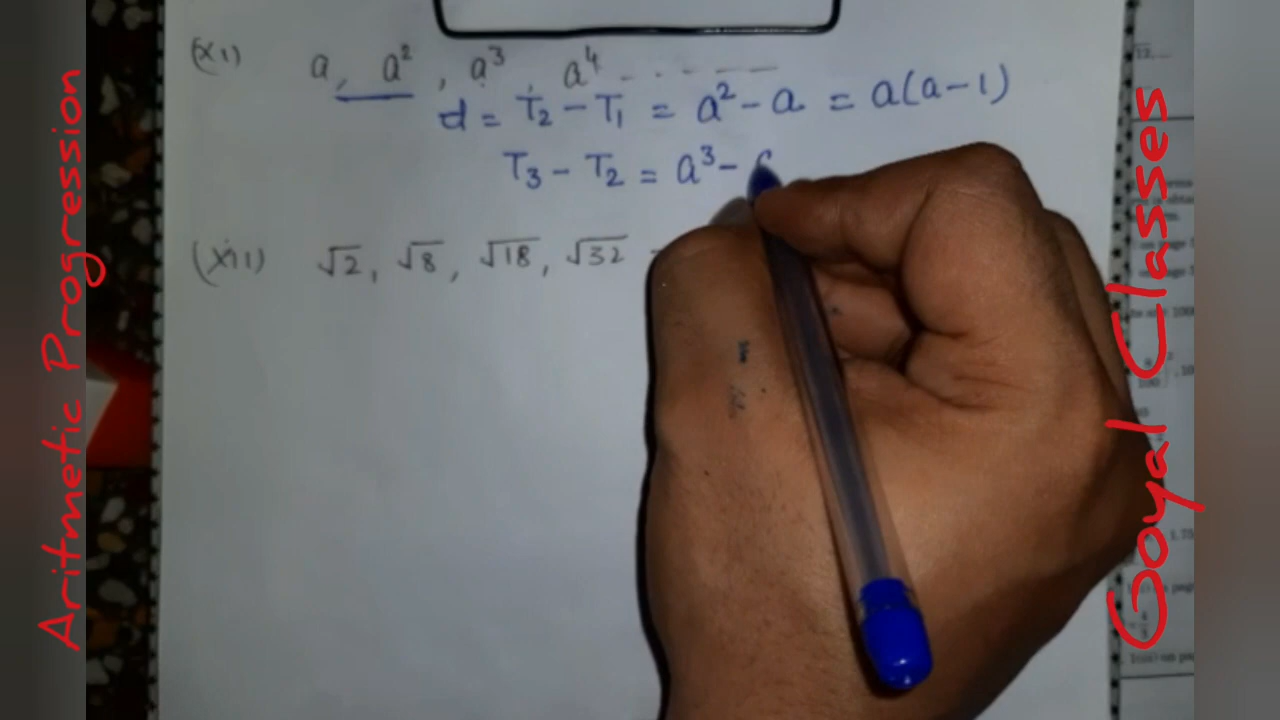 (xi) a, a², a³, a⁴ - - - - -
d = T₂ - T₁ = a² - a = a(a-1)
T₃ - T₂ = a³ -
(xii) √2, √8, √18, √32
Aritmetic Progression
Goyal Classes